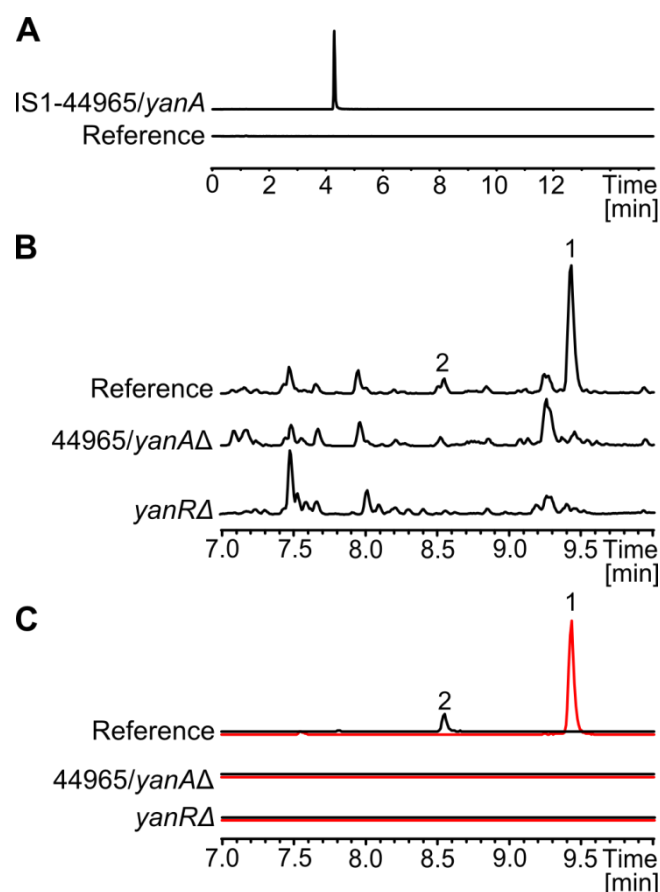 A
IS1-44965/yanA
Reference
0 2 4 6 8 10 12 Time
[min]
B
1
2
Reference
44965/yanAΔ
yanRΔ
7.0 7.5 8.0 8.5 9.0 9.5 Time
[min]
C
1
2
Reference
44965/yanAΔ
yanRΔ
7.0 7.5 8.0 8.5 9.0 9.5 Time
[min]